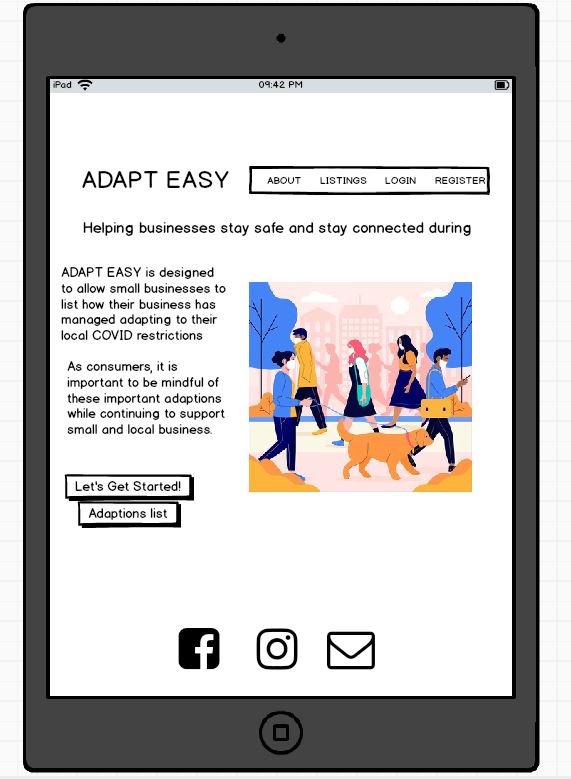 iPad 09:42 PM
ADAPT EASY ABOUT LISTINGS LOGIN REGISTER
Helping businesses stay safe and stay connected during
ADAPT EASY is designed
to allow small businesses to
list how their business has
managed adapting to their
local COVID restrictions
As consumers, it is
important to be mindful of
these important adaptions
while continuing to support
small and local business.
Let's Get Started!
Adaptions list